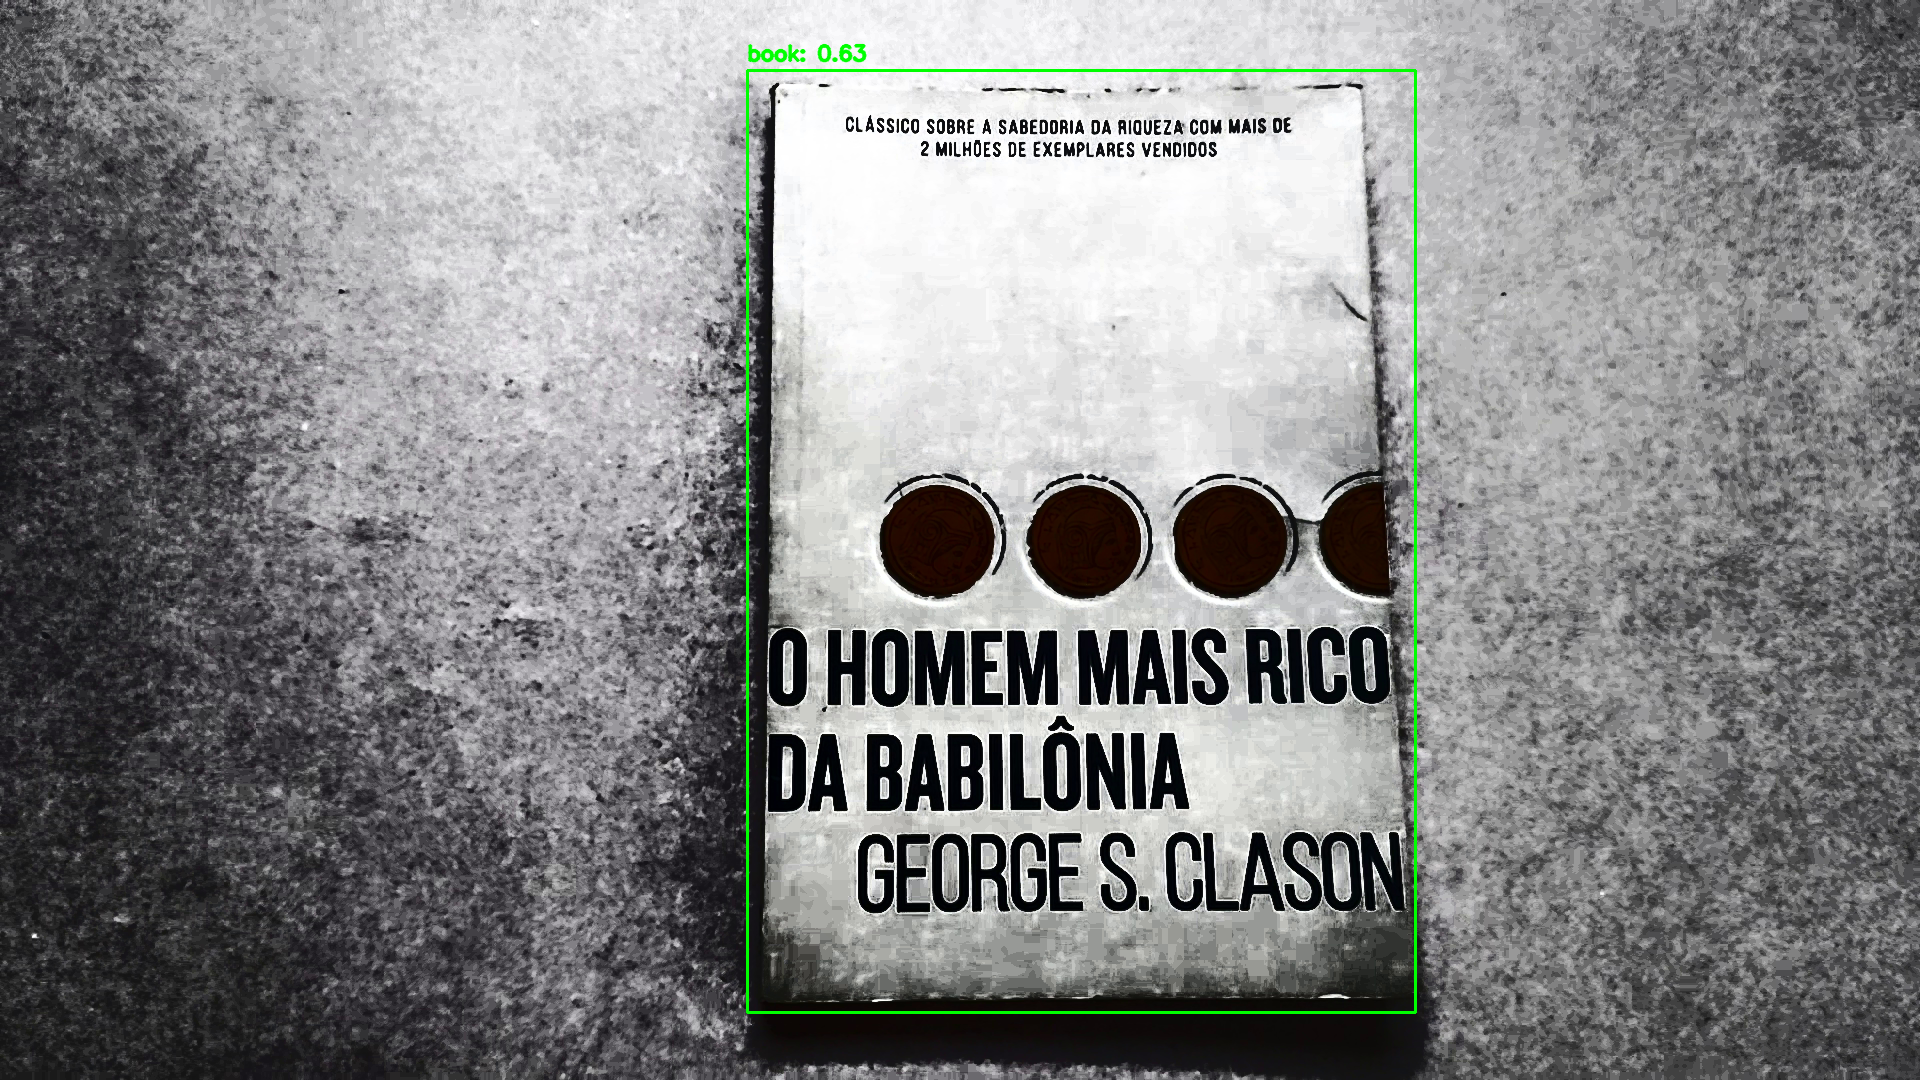 book: 0.63
CLÁSSICO SOBRE A SABEDORIA DA RIQUEZA COM MAIS DE
2 MILHÕES DE EXEMPLARES VENDIDOS
O HOMEM MAIS RICO
DA BABILÔNIA
GEORGE S. CLASON